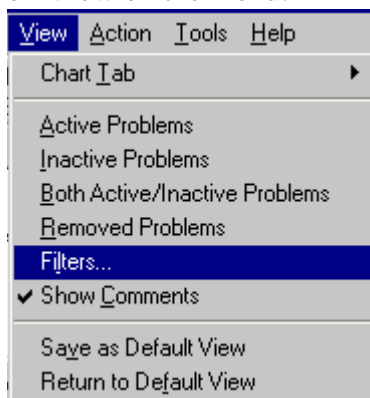 View Action Tools Help
Chart Tab
Active Problems
Inactive Problems
Both Active/Inactive Problems
Removed Problems
Filters...
Show Comments
Save as Default View
Return to Default View